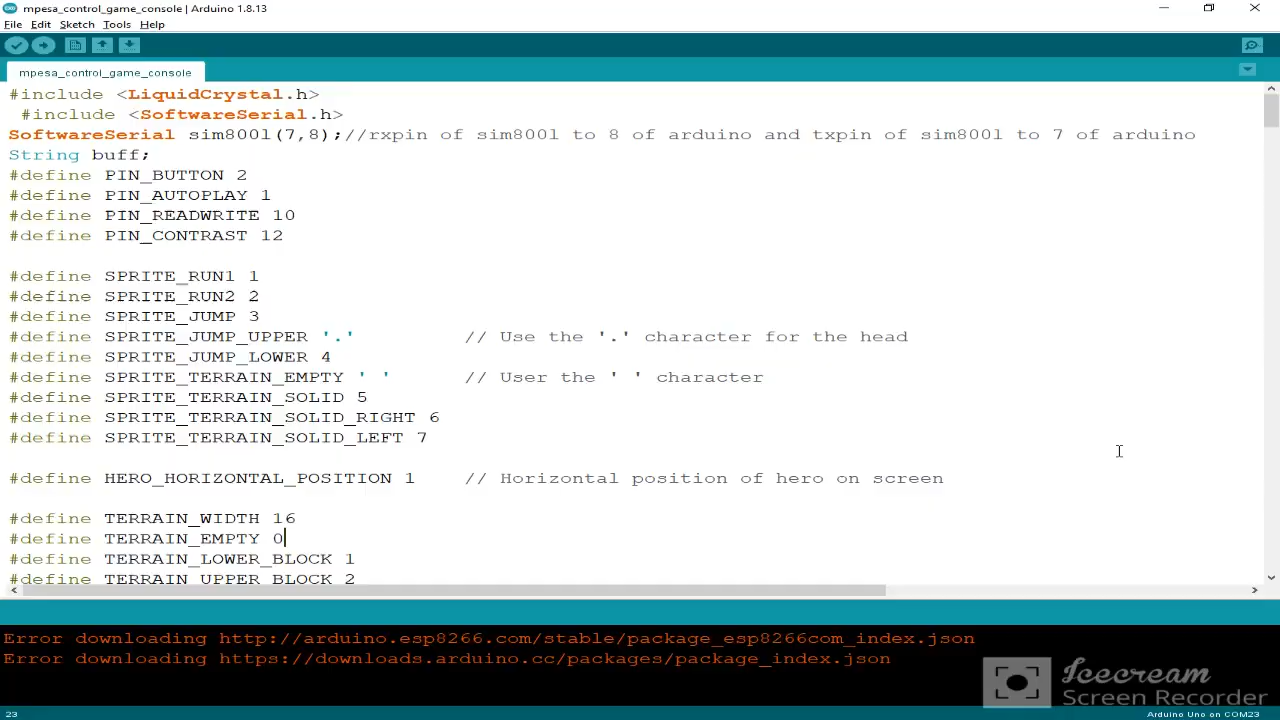 mpesa_control_game_console | Arduino 1.8.13
File Edit Sketch Tools Help
mpesa_control_game_console
#include <LiquidCrystal.h>
#include <SoftwareSerial.h>
SoftwareSerial sim800l(7,8);//rxpin of sim800l to 8 of arduino and txpin of sim800l to 7 of arduino
String buff;
#define PIN_BUTTON 2
#define PIN_AUTOPLAY 1
#define PIN_READWRITE 10
#define PIN_CONTRAST 12
#define SPRITE_RUN1 1
#define SPRITE_RUN2 2
#define SPRITE_JUMP 3
#define SPRITE_JUMP_UPPER '.' // Use the '.' character for the head
#define SPRITE_JUMP_LOWER 4
#define SPRITE_TERRAIN_EMPTY ' ' // User the ' ' character
#define SPRITE_TERRAIN_SOLID 5
#define SPRITE_TERRAIN_SOLID_RIGHT 6
#define SPRITE_TERRAIN_SOLID_LEFT 7
#define HERO_HORIZONTAL_POSITION 1 // Horizontal position of hero on screen
#define TERRAIN_WIDTH 16
#define TERRAIN_EMPTY 0
#define TERRAIN_LOWER_BLOCK 1
#define TERRAIN_UPPER_BLOCK 2
Error downloading http://arduino.esp8266.com/stable/package_esp8266com_index.json
Error downloading https://downloads.arduino.cc/packages/package_index.json
Icecream
Screen Recorder
23
Arduino Uno on COM23